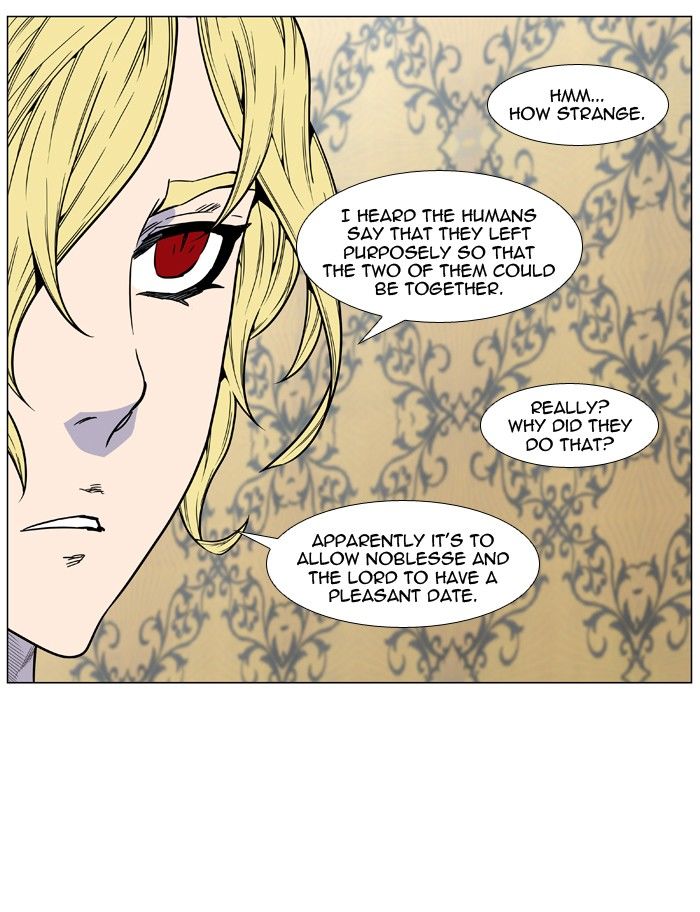 HMM...
HOW STRANGE.
I HEARD THE HUMANS
SAY THAT THEY LEFT
PURPOSELY SO THAT
THE TWO OF THEM COULD
BE TOGETHER.
REALLY?
WHY DID THEY
DO THAT?
APPARENTLY IT'S TO
ALLOW NOBLESSE AND
THE LORD TO HAVE A
PLEASANT DATE.